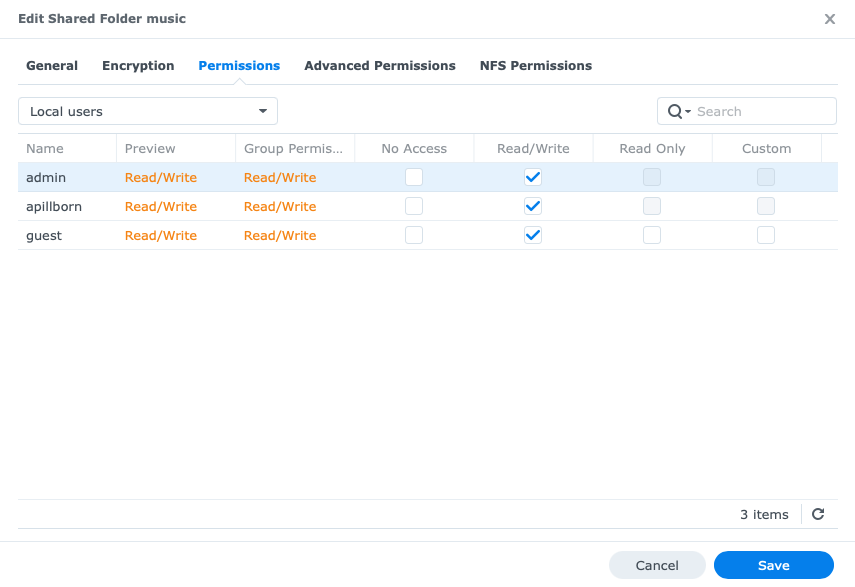 Edit Shared Folder music
General Encryption Permissions Advanced Permissions NFS Permissions
Local users Search
Name Preview Group Permis... No Access Read/Write Read Only Custom
admin Read/Write Read/Write
apillborn Read/Write Read/Write
guest Read/Write Read/Write
3 items
Cancel Save